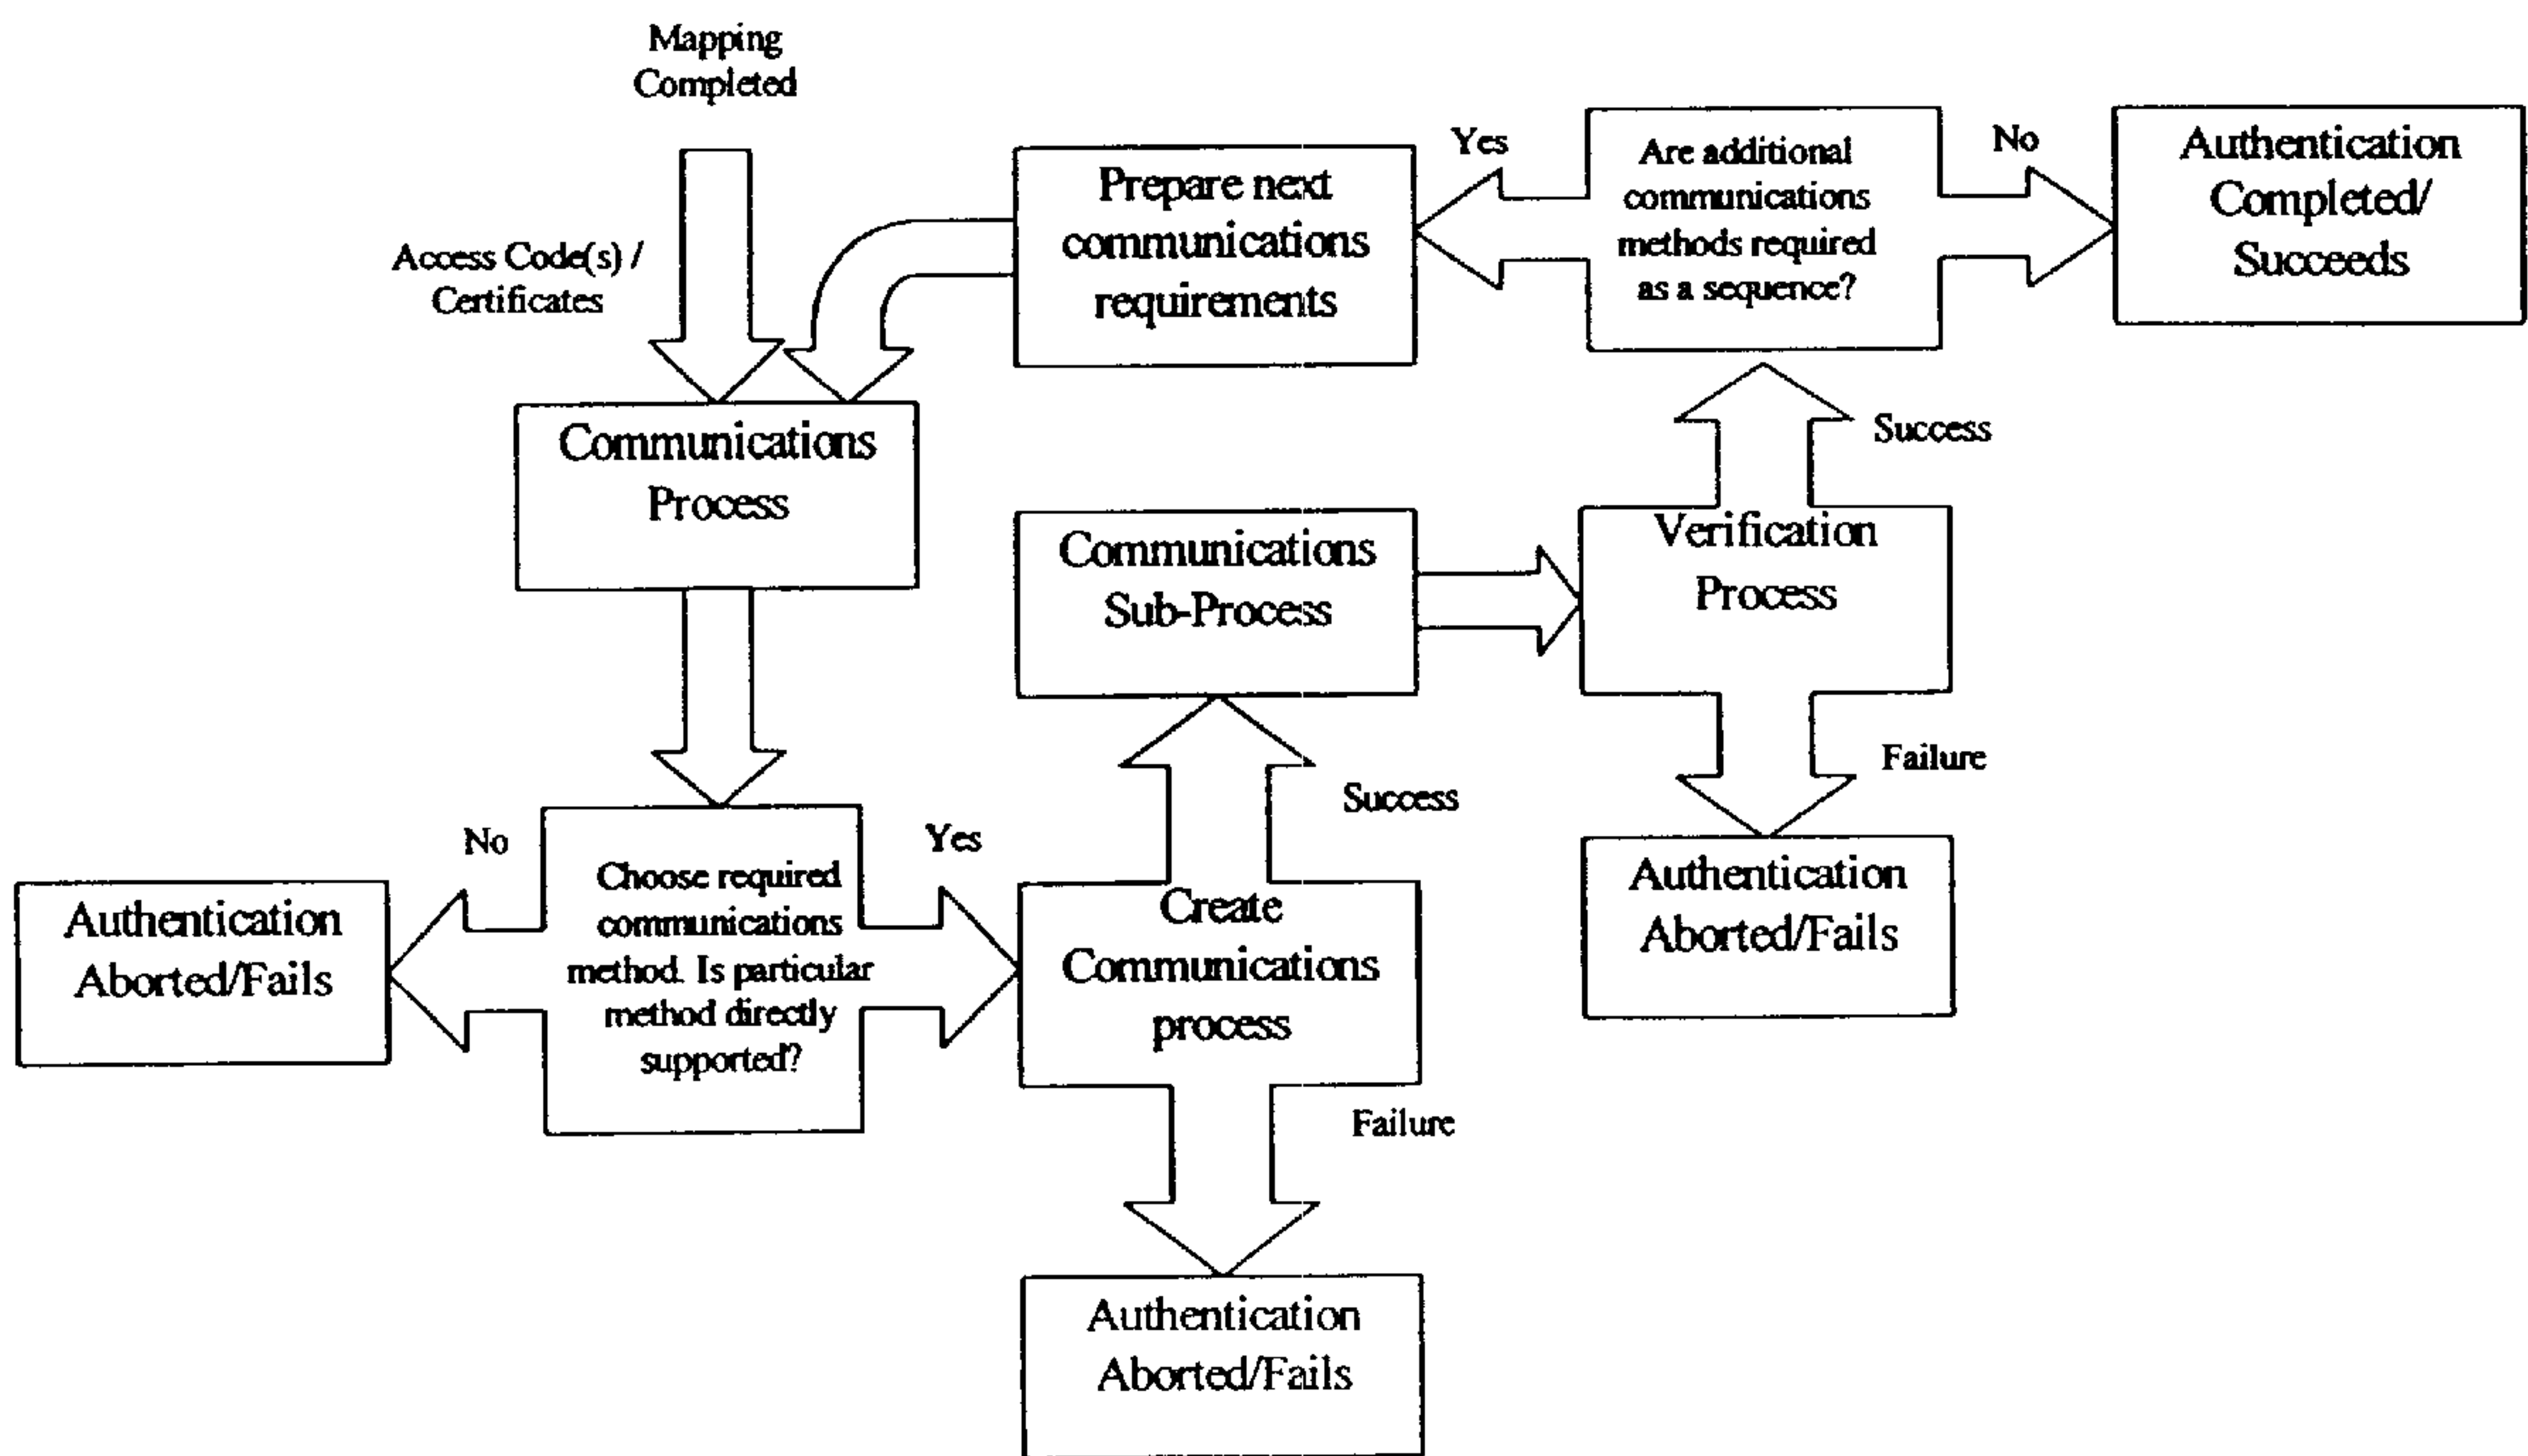 Mapping
Completed
Access Code(s) /
Certificates
Prepare next
communications
requirements
Yes
Are additional
communications
methods required
as a sequence?
No
Authentication
Completed/
Succeeds
Communications
Process
Success
Communications
Sub-Process
Verification
Process
Success
Failure
No
Choose required
communications
method. Is particular
method directly
supported?
Yes
Authentication
Aborted/Fails
Create
Communications
process
Authentication
Aborted/Fails
Failure
Authentication
Aborted/Fails